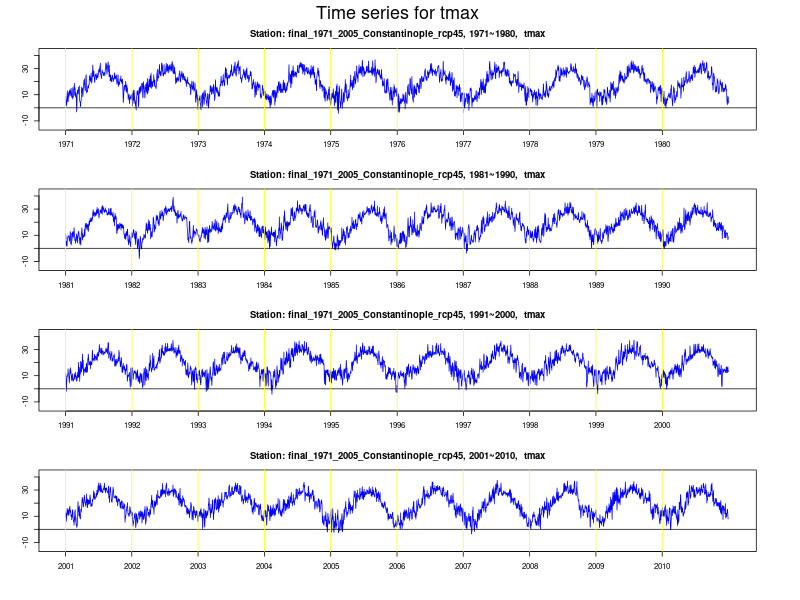 Time series for tmax
Station: final_1971_2005_Constantinople_rcp45, 1971~1980,  tmax
30
10
-10
1971 1972 1973 1974 1975 1976 1977 1978 1979 1980
Station: final_1971_2005_Constantinople_rcp45, 1981~1990,  tmax
30
10
-10
1981 1982 1983 1984 1985 1986 1987 1988 1989 1990
Station: final_1971_2005_Constantinople_rcp45, 1991~2000,  tmax
30
10
-10
1991 1992 1993 1994 1995 1996 1997 1998 1999 2000
Station: final_1971_2005_Constantinople_rcp45, 2001~2010,  tmax
30
10
-10
2001 2002 2003 2004 2005 2006 2007 2008 2009 2010